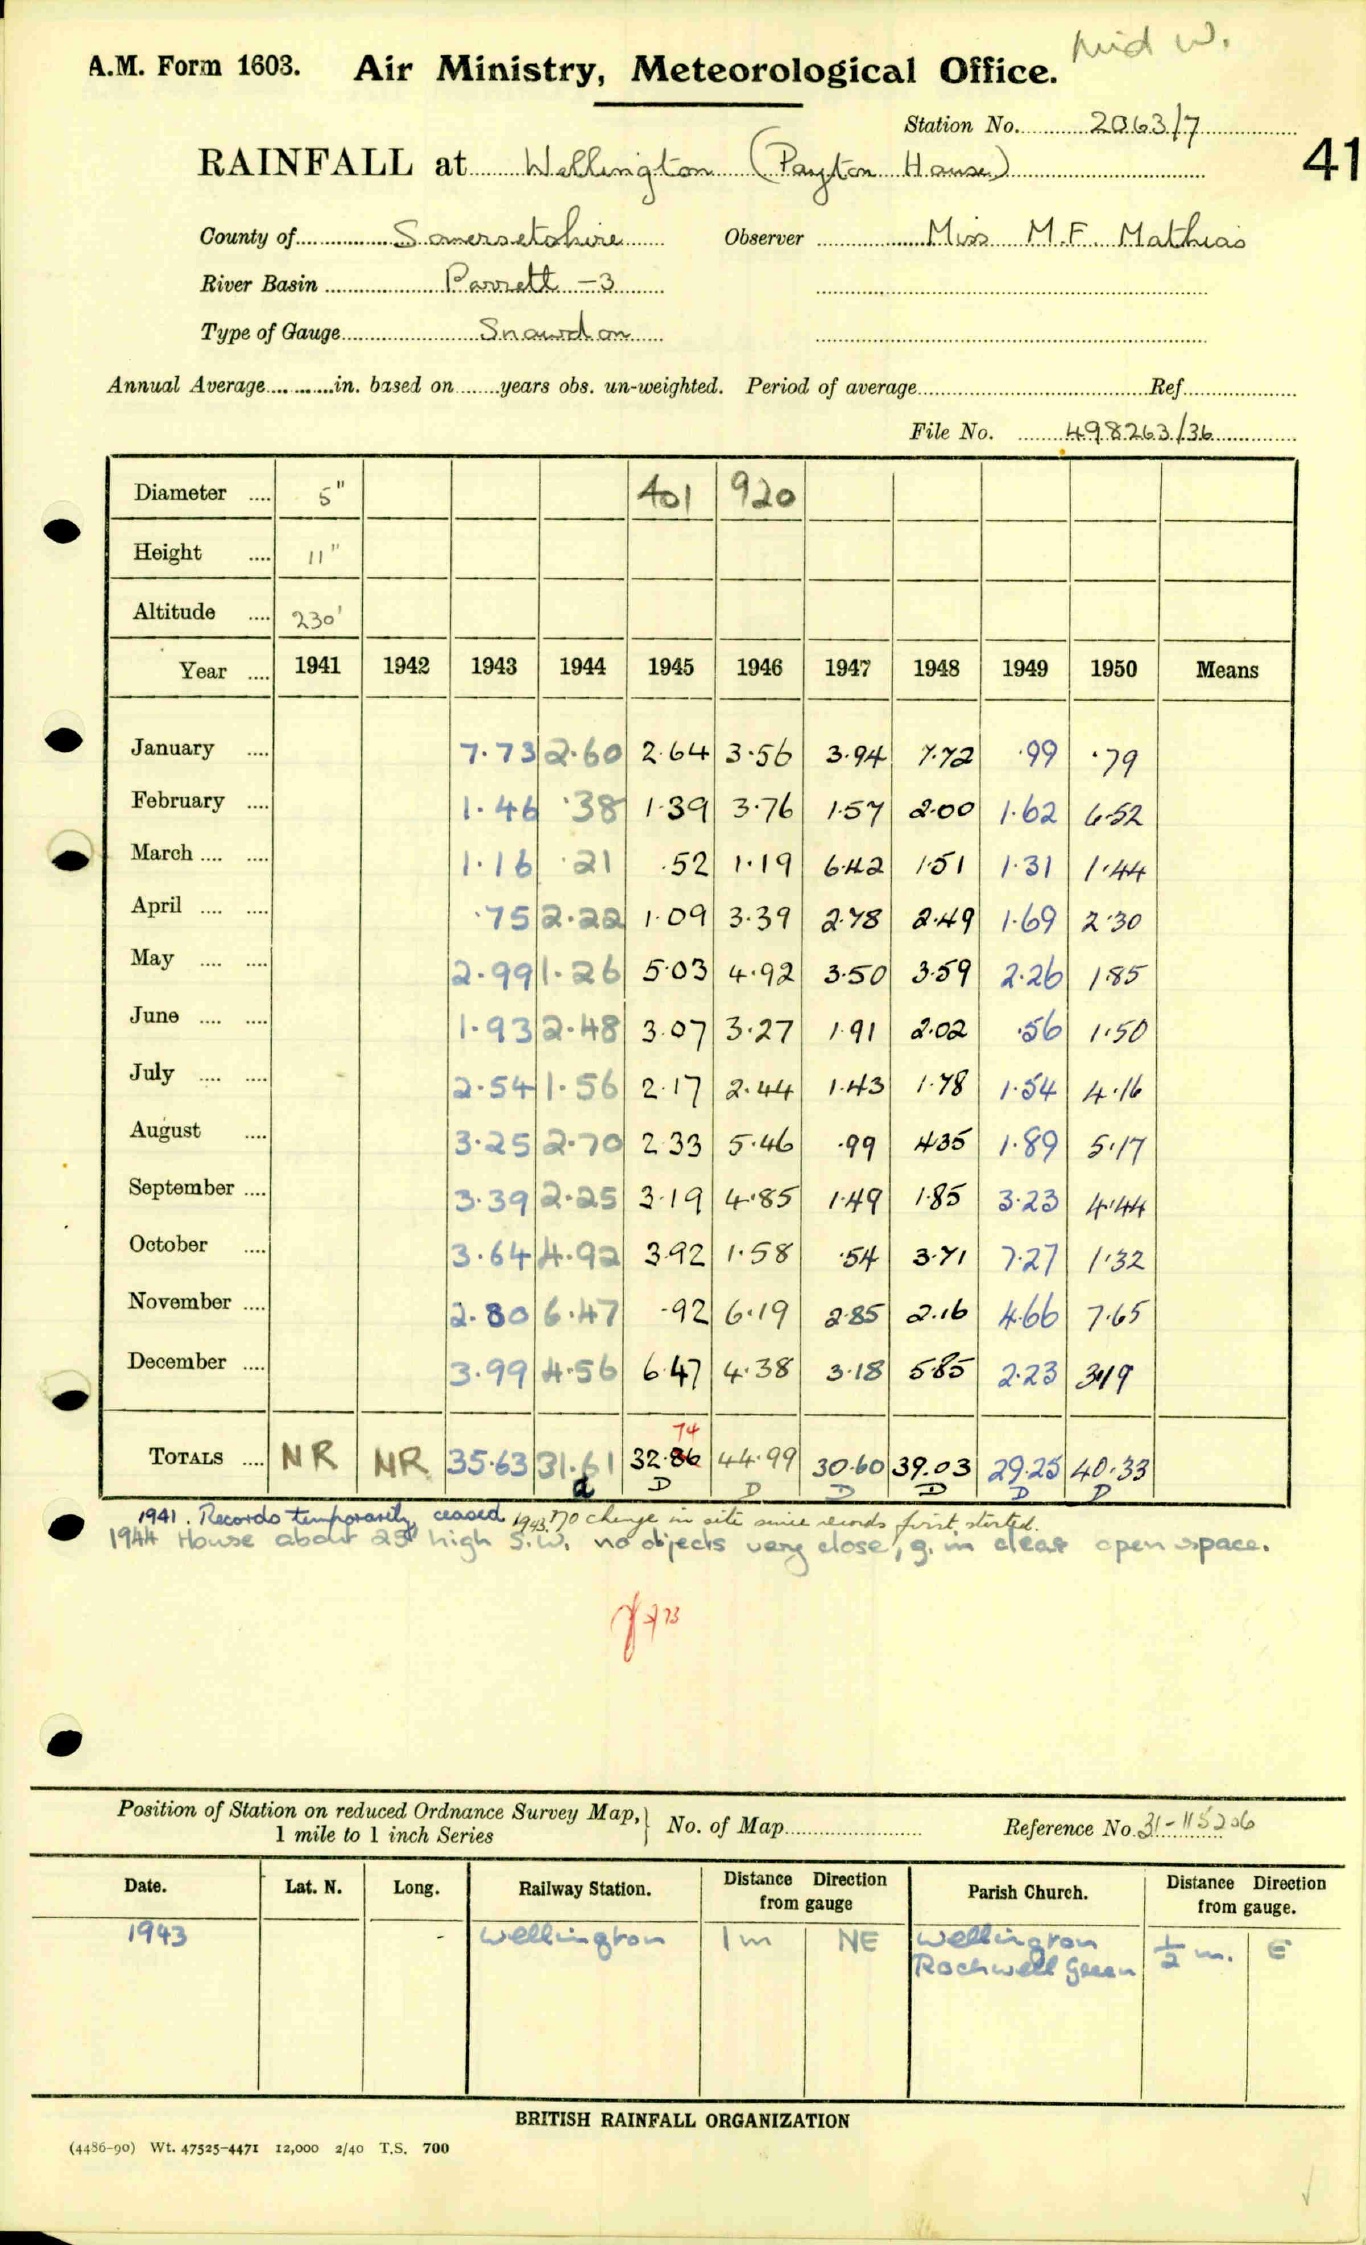 Mid W.
A.M. Form 1603. Air Ministry, Meteorological Office.
Station No. 2063/7
41
RAINFALL at Wellington (Payton House)
County of Somersetshire Observer Miss M.F. Mathias
River Basin Parrett -3
Type of Gauge Snowdon
Annual Average in. based on years obs. un-weighted. Period of average Ref.
File No. 498263/36
Diameter .... 5" 401 920
Height .... 11"
Altitude .... 230'
Year .... 1941 1942 1943 1944 1945 1946 1947 1948 1949 1950 Means
January .... 7.73 2.60 2.64 3.56 3.94 7.72 .99 .79
February .... 1.46 .38 1.39 3.76 1.57 2.00 1.62 6.52
March .... .... 1.16 .21 .52 1.19 6.42 1.51 1.31 1.44
April .... .... .75 2.22 1.09 3.39 2.78 2.49 1.69 2.30
May .... .... 2.99 1.26 5.03 4.92 3.50 3.59 2.26 1.85
June .... .... 1.93 2.48 3.07 3.27 1.91 2.02 .56 1.50
July .... .... 2.54 1.56 2.17 2.44 1.43 1.78 1.54 4.16
August .... 3.25 2.70 2.33 5.46 .99 4.35 1.89 5.17
September .... 3.39 2.25 3.19 4.85 1.49 1.85 3.23 4.44
October .... 3.64 4.92 3.92 1.58 .54 3.71 7.27 1.32
November .... 2.80 6.47 .92 6.19 2.85 2.16 4.66 7.65
December .... 3.99 4.56 6.47 4.38 3.18 5.85 2.23 3.19
74
TOTALS .... NR NR 35.63 31.61 32.86 44.99 30.60 39.03 29.25 40.33
a D D D D D D
1941. Records temporarily ceased 1943. no change in site since records first started.
1944 House about 25' high S.W. no objects very close, g. in clear open space.
Position of Station on reduced Ordnance Survey Map,
1 mile to 1 inch Series
No. of Map Reference No. 31-115206
Date. Lat. N. Long. Railway Station. Distance Direction from gauge Parish Church. Distance Direction from gauge.
1943 - Wellington 1 m NE Wellington ½ m. E
Rockwell Green
BRITISH RAINFALL ORGANIZATION
(4486-90) Wt. 47525-4471 12,000 2/40 T.S. 700